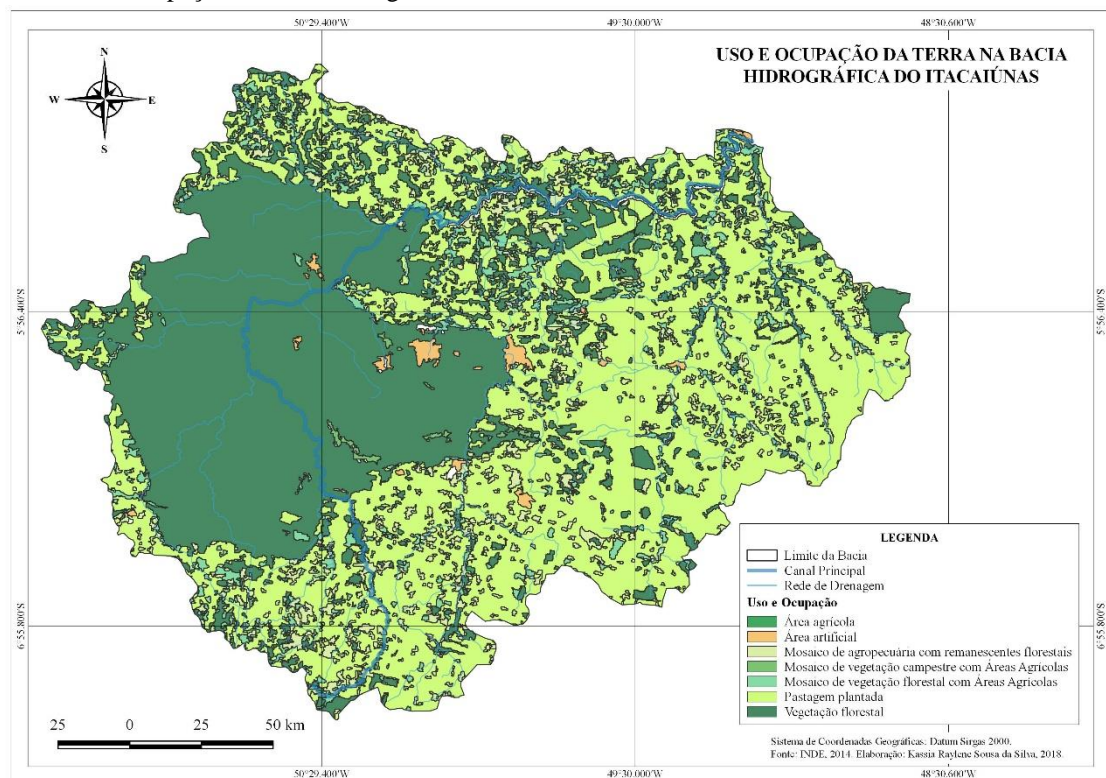 50°29.400'W 49°30.000'W 48°30.600'W
USO E OCUPAÇÃO DA TERRA NA BACIA
HIDROGRÁFICA DO ITACAIÚNAS
N
W E
S
5°56.400'S 5°56.400'S
LEGENDA
Limite da Bacia
Canal Principal
Rede de Drenagem
Uso e Ocupação
Área agrícola
Área artificial
Mosaico de agropecuária com remanescentes florestais
Mosaico de vegetação campestre com Áreas Agrícolas
Mosaico de vegetação florestal com Áreas Agrícolas
Pastagem plantada
Vegetação florestal
6°55.800'S 6°55.800'S
25 0 25 50 km
Sistema de Coordenadas Geográficas: Datum Sirgas 2000.
Fonte: INDE, 2014. Elaboração: Kassia Raylene Sousa da Silva, 2018.
50°29.400'W 49°30.000'W 48°30.600'W